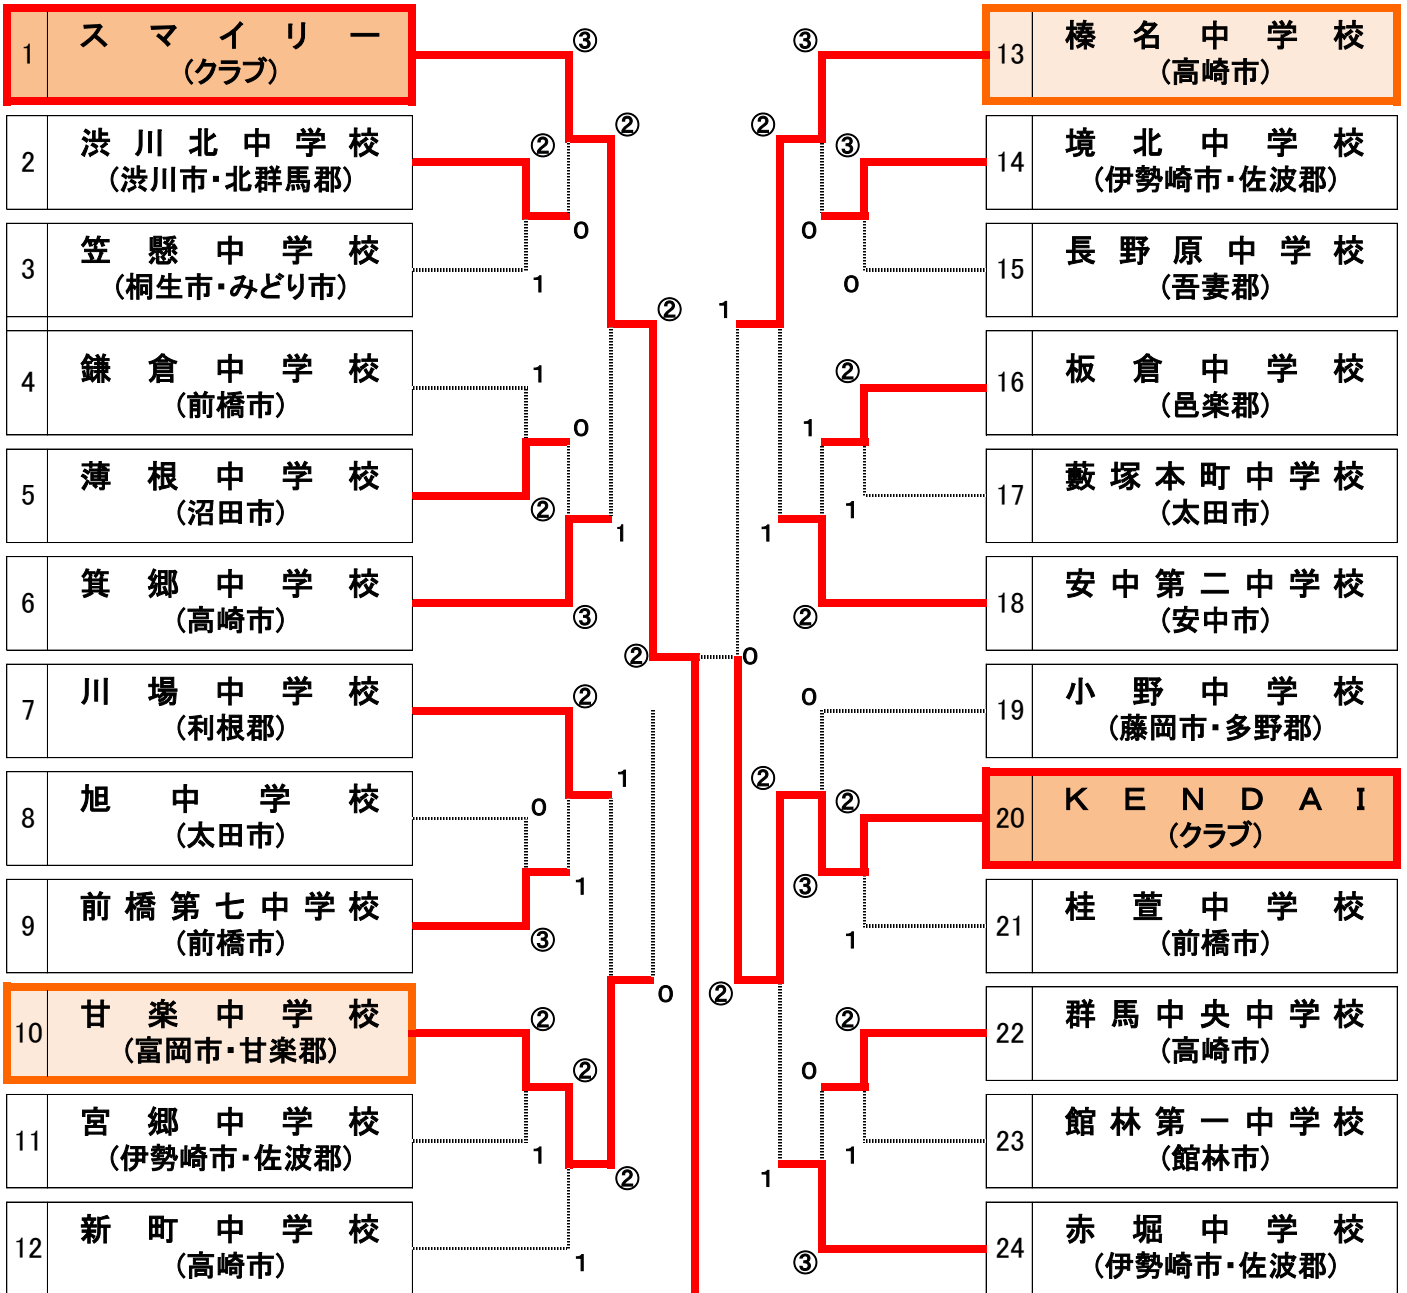 1 スマイリー
(クラブ)
2 渋川北中学校
(渋川市・北群馬郡)
3 笠懸中学校
(桐生市・みどり市)
4 鎌倉中学校
(前橋市)
5 薄根中学校
(沼田市)
6 箕郷中学校
(高崎市)
7 川場中学校
(利根郡)
8 旭中学校
(太田市)
9 前橋第七中学校
(前橋市)
10 甘楽中学校
(富岡市・甘楽郡)
11 宮郷中学校
(伊勢崎市・佐波郡)
12 新町中学校
(高崎市)
③
②
②
0
1
②
1
0
②
1
③
②
②
1
0
1
③
0
②
②
1
②
1
③
②
③
0
0
1
②
1
1
1
②
0
0
②
②
③
1
②
②
0
1
1
③
13 榛名中学校
(高崎市)
14 境北中学校
(伊勢崎市・佐波郡)
15 長野原中学校
(吾妻郡)
16 板倉中学校
(邑楽郡)
17 藪塚本町中学校
(太田市)
18 安中第二中学校
(安中市)
19 小野中学校
(藤岡市・多野郡)
20 KENDAI
(クラブ)
21 桂萱中学校
(前橋市)
22 群馬中央中学校
(高崎市)
23 館林第一中学校
(館林市)
24 赤堀中学校
(伊勢崎市・佐波郡)